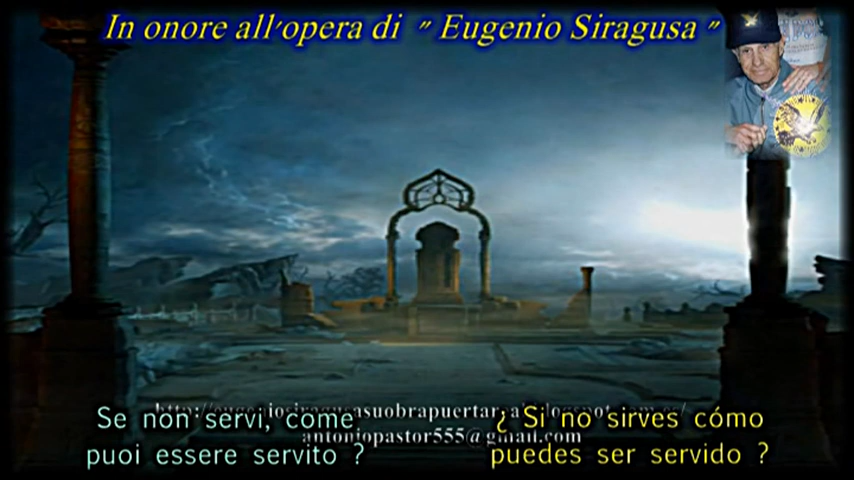 In onore all'opera di " Eugenio Siragusa "
Se non servi, come
puoi essere servito ?
¿ Si no sirves cómo
puedes ser servido ?
antoniopastor555@gmail.com